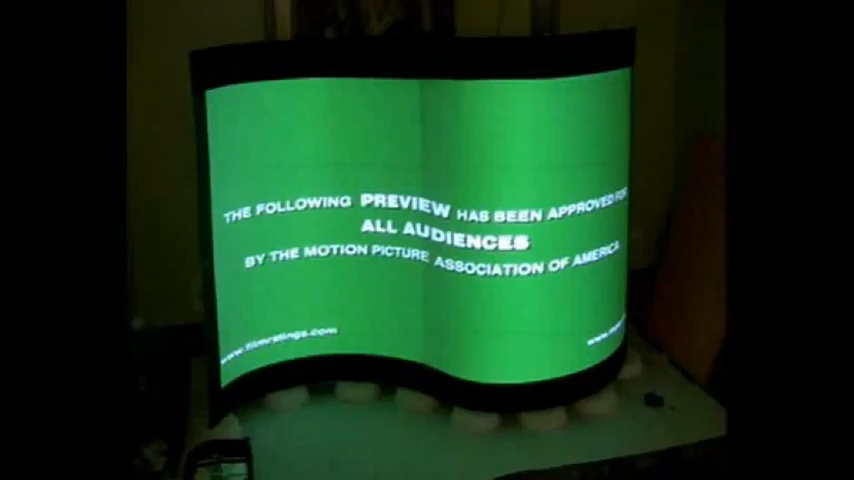 THE FOLLOWING PREVIEW HAS BEEN APPROVED FOR
ALL AUDIENCES
BY THE MOTION PICTURE ASSOCIATION OF AMERICA
www.filmratings.com